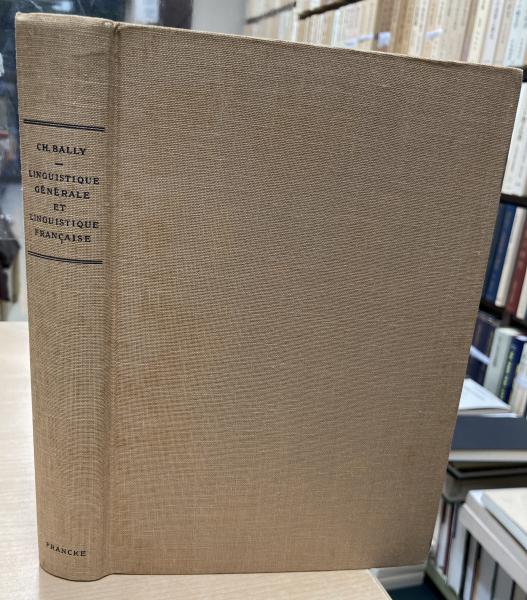 CH. BALLY
—
LINGUISTIQUE
GÉNÉRALE
ET
LINGUISTIQUE
FRANÇAISE
FRANCKE